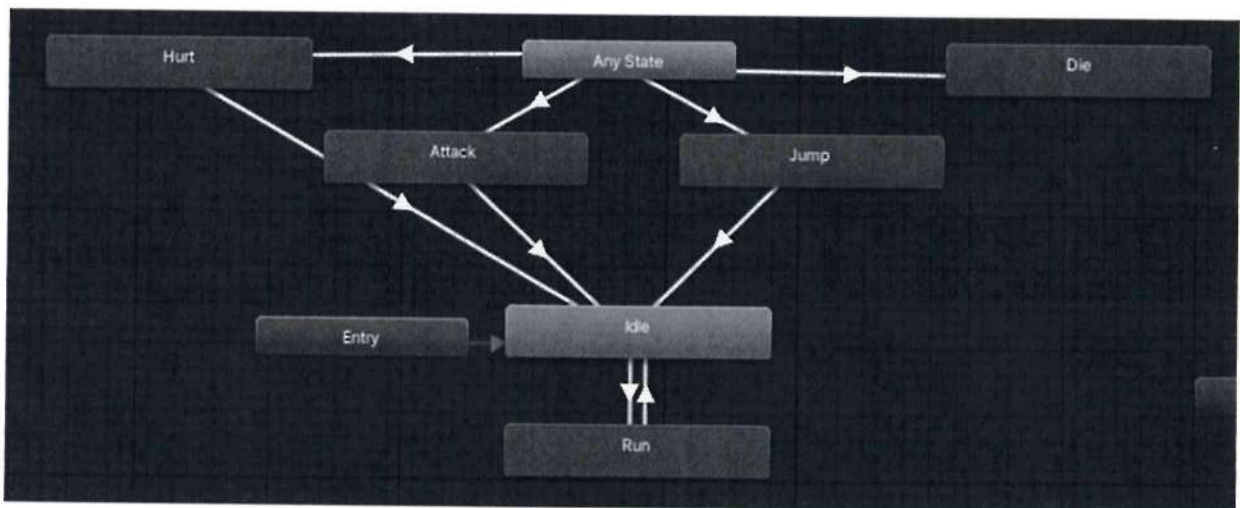 Hurt
Any State
Die
Attack
Jump
Idle
Entry
Run